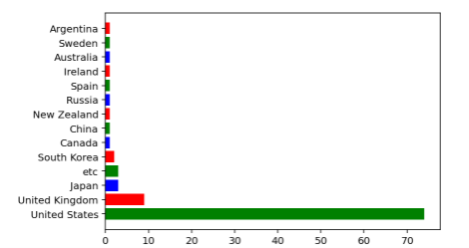 Argentina
Sweden
Australia
Ireland
Spain
Russia
New Zealand
China
Canada
South Korea
etc
Japan
United Kingdom
United States
0 10 20 30 40 50 60 70